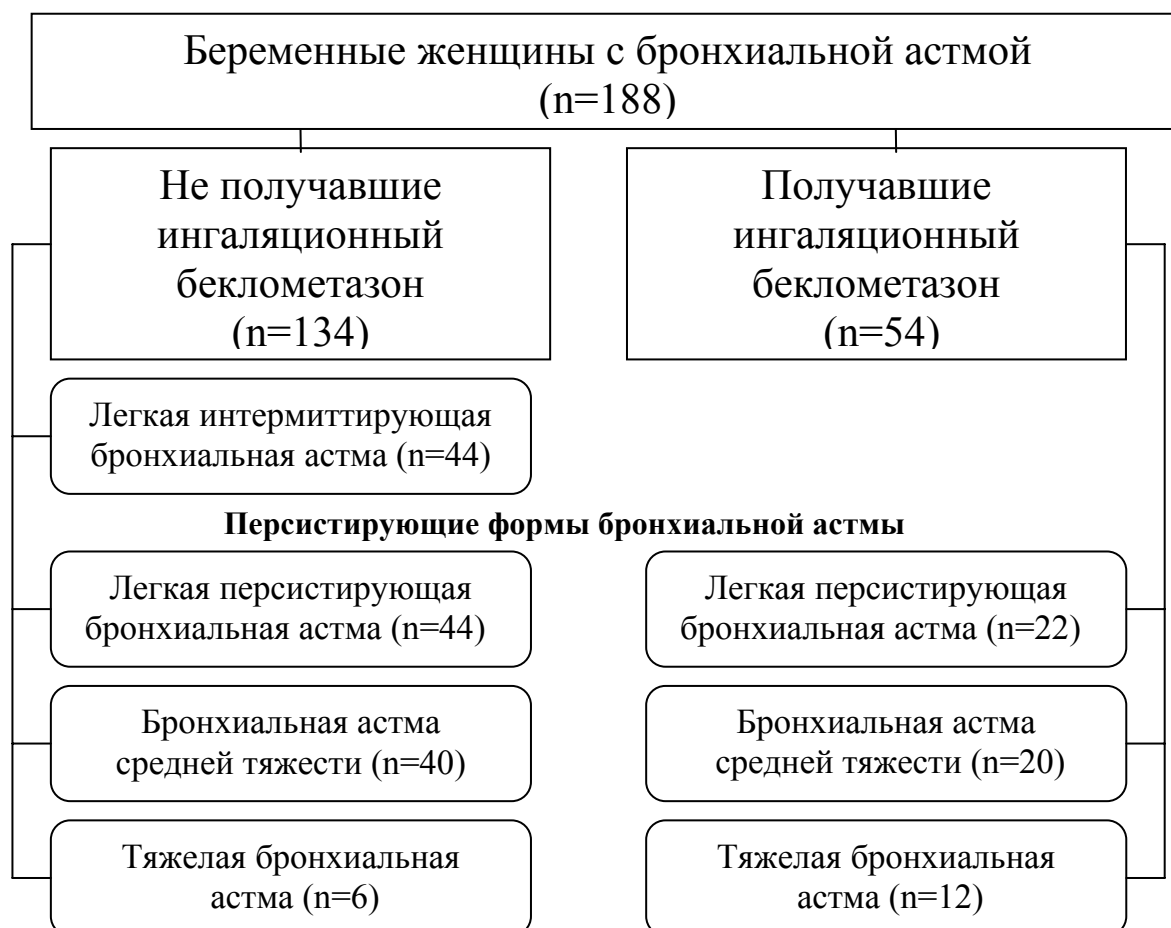 Беременные женщины с бронхиальной астмой
(n=188)
Не получавшие
ингаляционный
беклометазон
(n=134)
Получавшие
ингаляционный
беклометазон
(n=54)
Легкая интермиттирующая
бронхиальная астма (n=44)
Персистирующие формы бронхиальной астмы
Легкая персистирующая
бронхиальная астма (n=44)
Легкая персистирующая
бронхиальная астма (n=22)
Бронхиальная астма
средней тяжести (n=40)
Бронхиальная астма
средней тяжести (n=20)
Тяжелая бронхиальная
астма (n=6)
Тяжелая бронхиальная
астма (n=12)